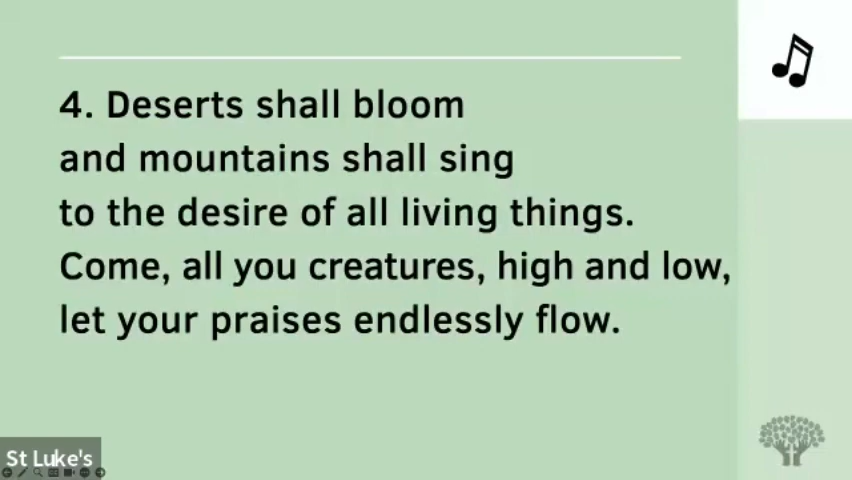 4. Deserts shall bloom
and mountains shall sing
to the desire of all living things.
Come, all you creatures, high and low,
let your praises endlessly flow.
St Luke's